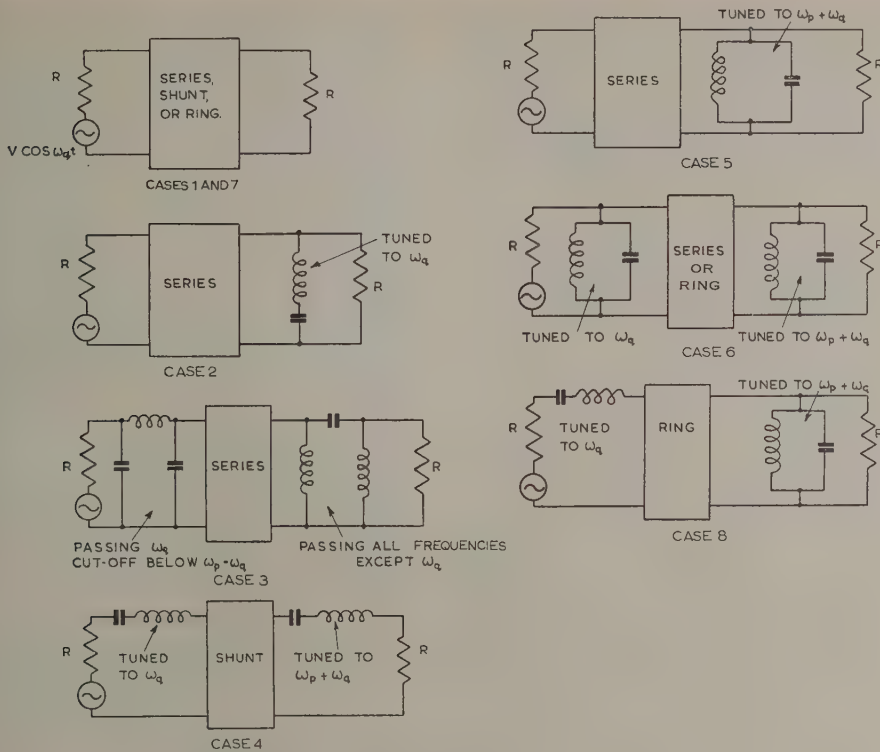 R
SERIES,
SHUNT,
OR RING.
R
V COS ωqt
CASES 1 AND 7
R
SERIES
TUNED
TO ωq
R
CASE 2
R
SERIES
R
PASSING ωq
CUT-OFF BELOW ωp-ωq
PASSING ALL FREQUENCIES
EXCEPT ωq
CASE 3
R
TUNED
TO ωq
SHUNT
TUNED TO
ωp + ωq
R
CASE 4
TUNED TO ωp + ωq
R
SERIES
R
CASE 5
R
SERIES
OR
RING
R
TUNED TO ωq
TUNED TO ωp + ωq
CASE 6
R
TUNED
TO ωq
RING
TUNED TO ωp + ωq
R
CASE 8